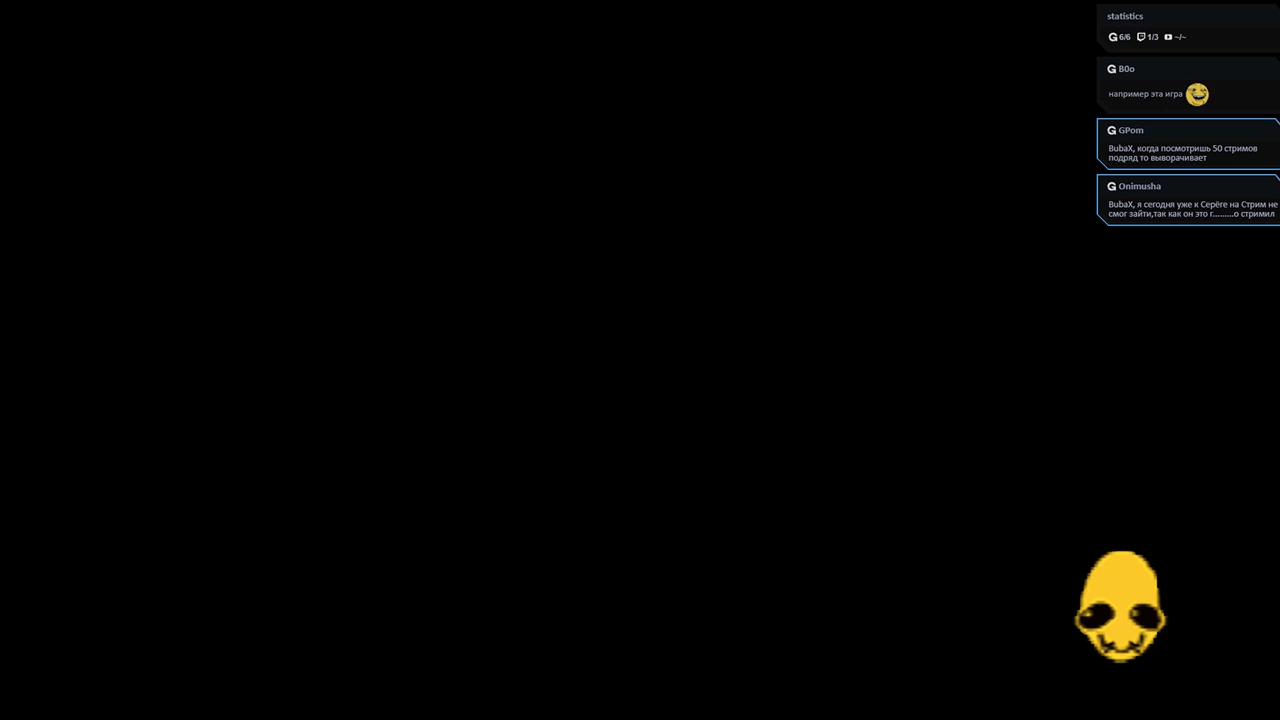 statistics
6/6 1/3 ~/~
B0o
например эта игра
GPom
BubaX, когда посмотришь 50 стримов
подряд то выворачивает
Onimusha
BubaX, я сегодня уже к Серёге на Стрим не
смог зайти,так как он это г.........о стримил